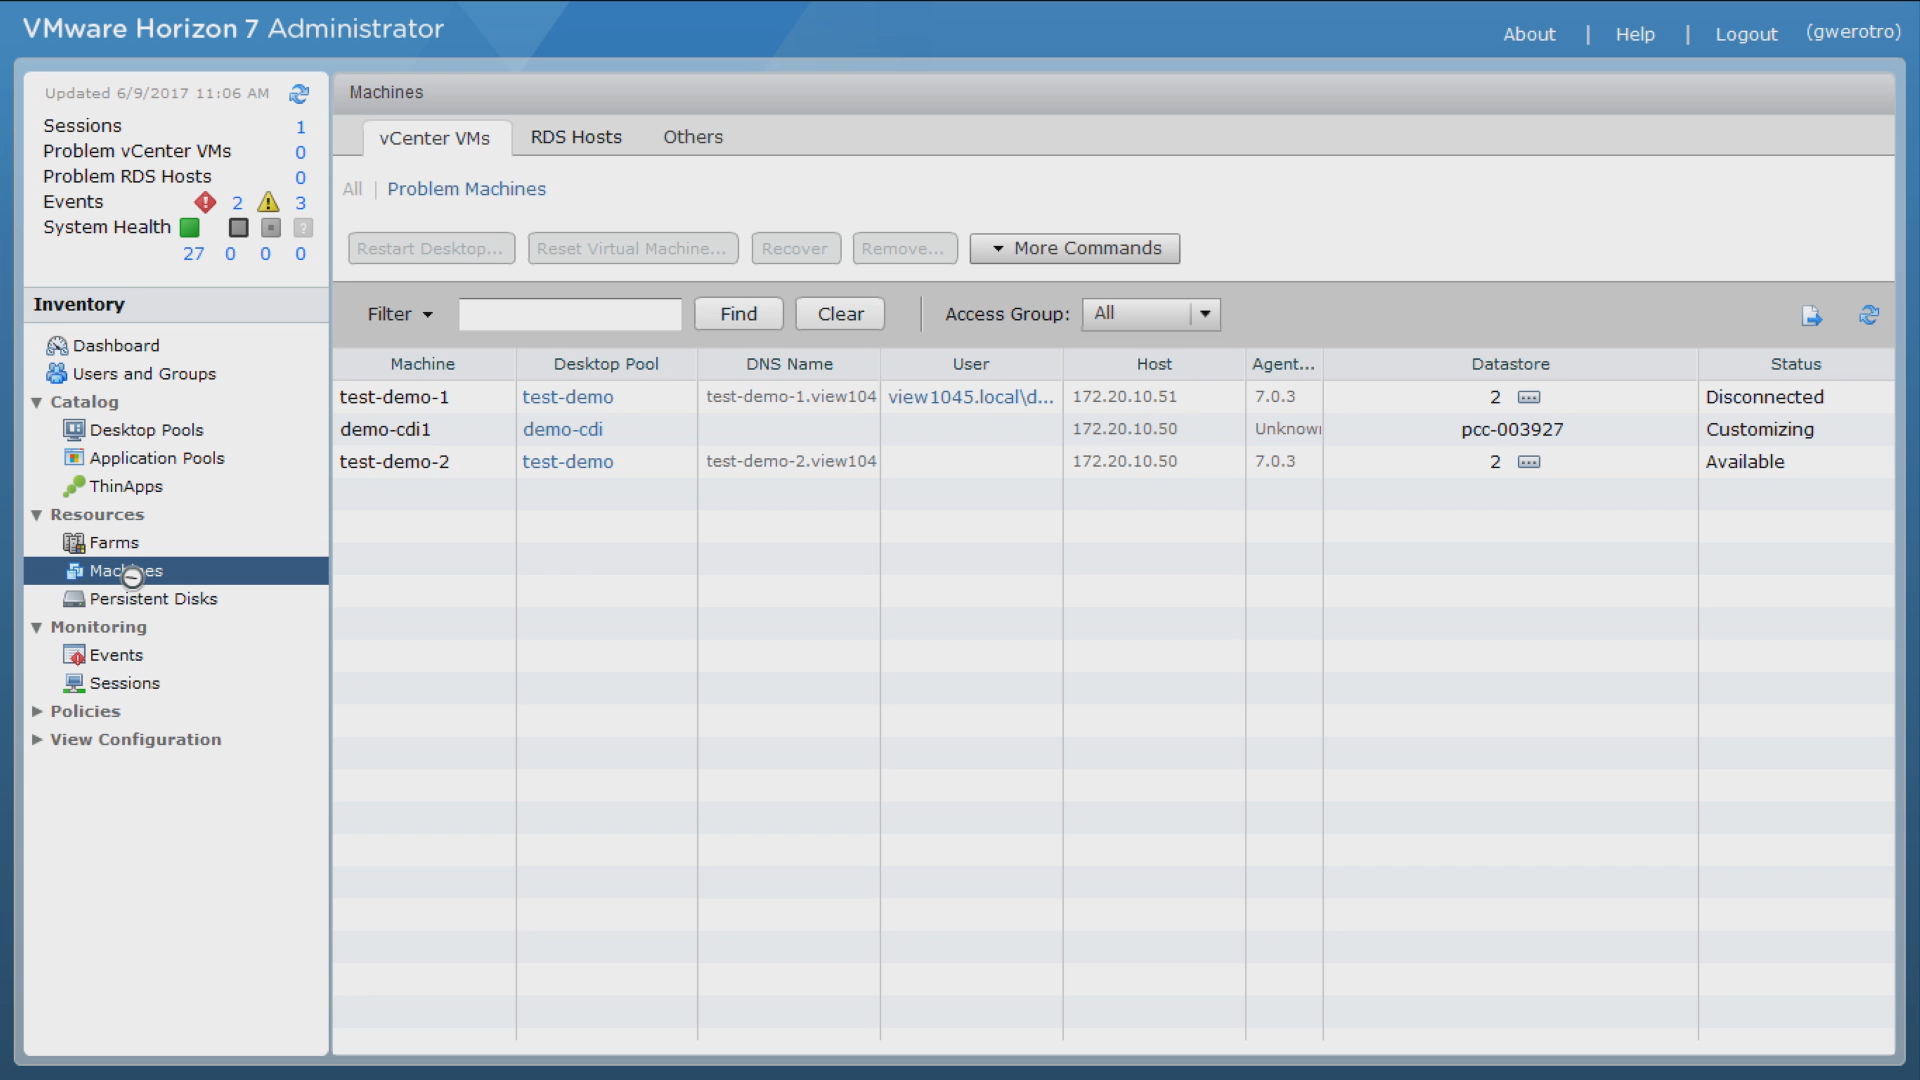 VMware Horizon 7 Administrator
About | Help | Logout (gwerotro)
Updated 6/9/2017 11:06 AM
Sessions 1
Problem vCenter VMs 0
Problem RDS Hosts 0
Events 2 3
System Health
27 0 0 0
Inventory
Dashboard
Users and Groups
Catalog
Desktop Pools
Application Pools
ThinApps
Resources
Farms
Machines
Persistent Disks
Monitoring
Events
Sessions
Policies
View Configuration
Machines
vCenter VMs RDS Hosts Others
All | Problem Machines
Restart Desktop... Reset Virtual Machine... Recover Remove... More Commands
Filter Find Clear Access Group: All
Machine Desktop Pool DNS Name User Host Agent... Datastore Status
test-demo-1 test-demo test-demo-1.view104 view1045.local\d... 172.20.10.51 7.0.3 2 ... Disconnected
demo-cdi1 demo-cdi 172.20.10.50 Unknow pcc-003927 Customizing
test-demo-2 test-demo test-demo-2.view104 172.20.10.50 7.0.3 2 ... Available